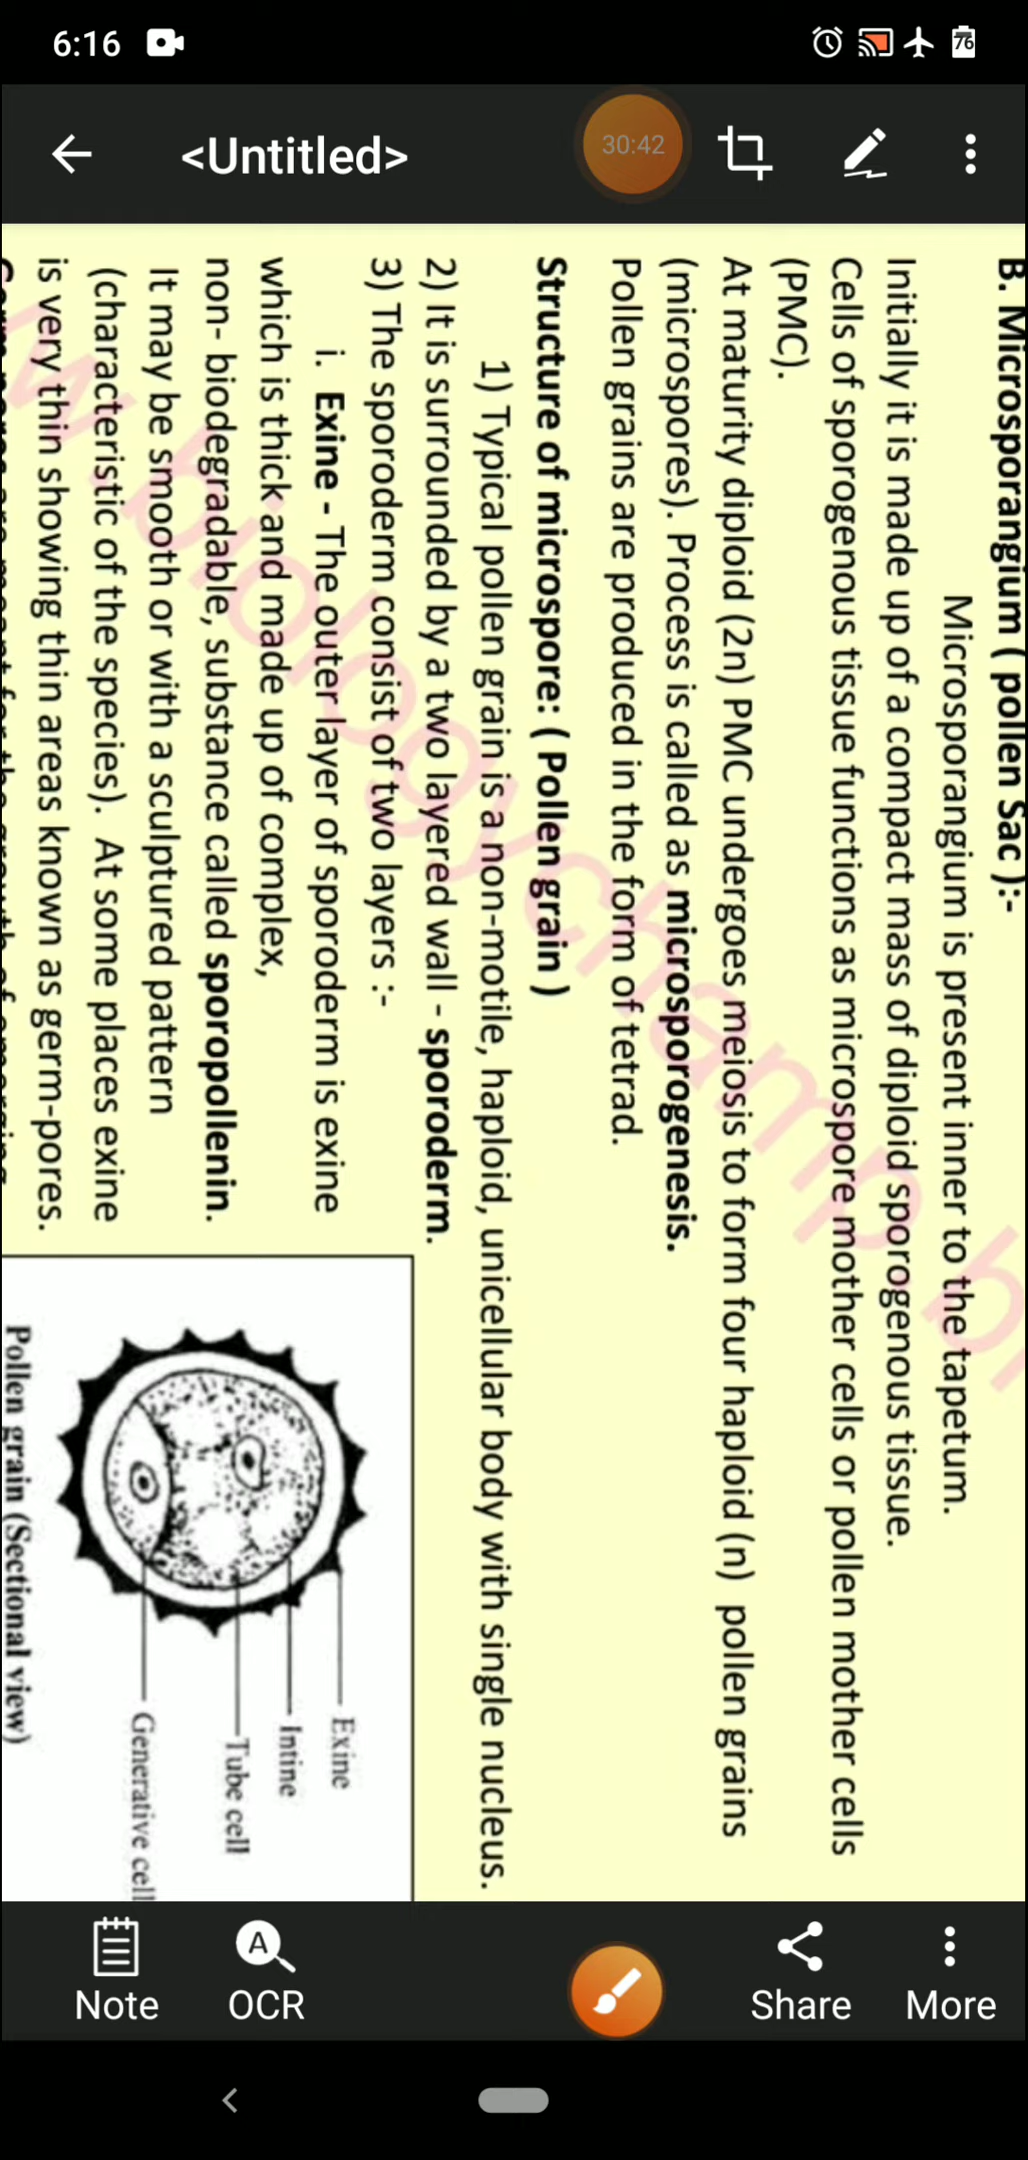 6:16
76
<Untitled>
30:42
B. Microsporangium ( pollen Sac ):-
Microsporangium is present inner to the tapetum.
Initially it is made up of a compact mass of diploid sporogenous tissue.
Cells of sporogenous tissue functions as microspore mother cells or pollen mother cells
(PMC).
At maturity diploid (2n) PMC undergoes meiosis to form four haploid (n) pollen grains
(microspores). Process is called as microsporogenesis.
Pollen grains are produced in the form of tetrad.
Structure of microspore: ( Pollen grain )
1) Typical pollen grain is a non-motile, haploid, unicellular body with single nucleus.
2) It is surrounded by a two layered wall - sporoderm.
3) The sporoderm consist of two layers :-
i. Exine - The outer layer of sporoderm is exine
which is thick and made up of complex,
non- biodegradable, substance called sporopollenin.
It may be smooth or with a sculptured pattern
(characteristic of the species). At some places exine
is very thin showing thin areas known as germ-pores.
Exine
Intine
Tube cell
Generative cell
Pollen grain (Sectional view)
w.biologychamp.bl
Note
OCR
Share
More